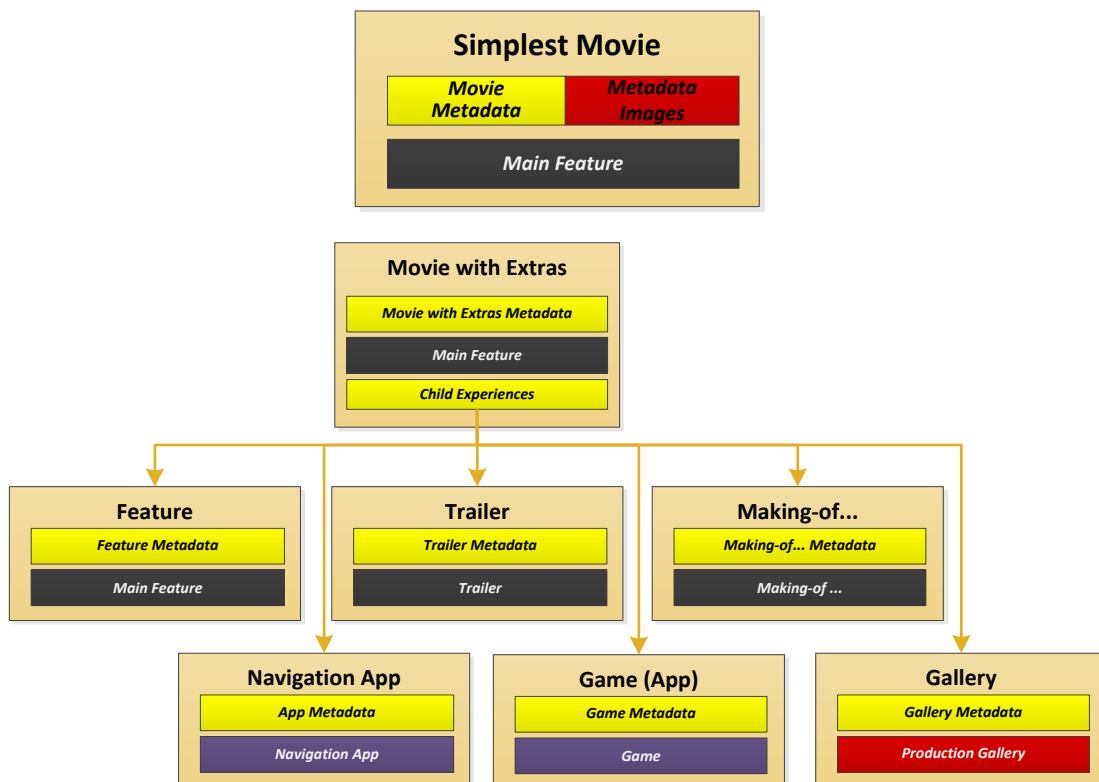 Simplest Movie
Movie
Metadata
Metadata
Images
Main Feature
Movie with Extras
Movie with Extras Metadata
Main Feature
Child Experiences
Feature
Feature Metadata
Main Feature
Trailer
Trailer Metadata
Trailer
Making-of...
Making-of... Metadata
Making-of ...
Navigation App
App Metadata
Navigation App
Game (App)
Game Metadata
Game
Gallery
Gallery Metadata
Production Gallery